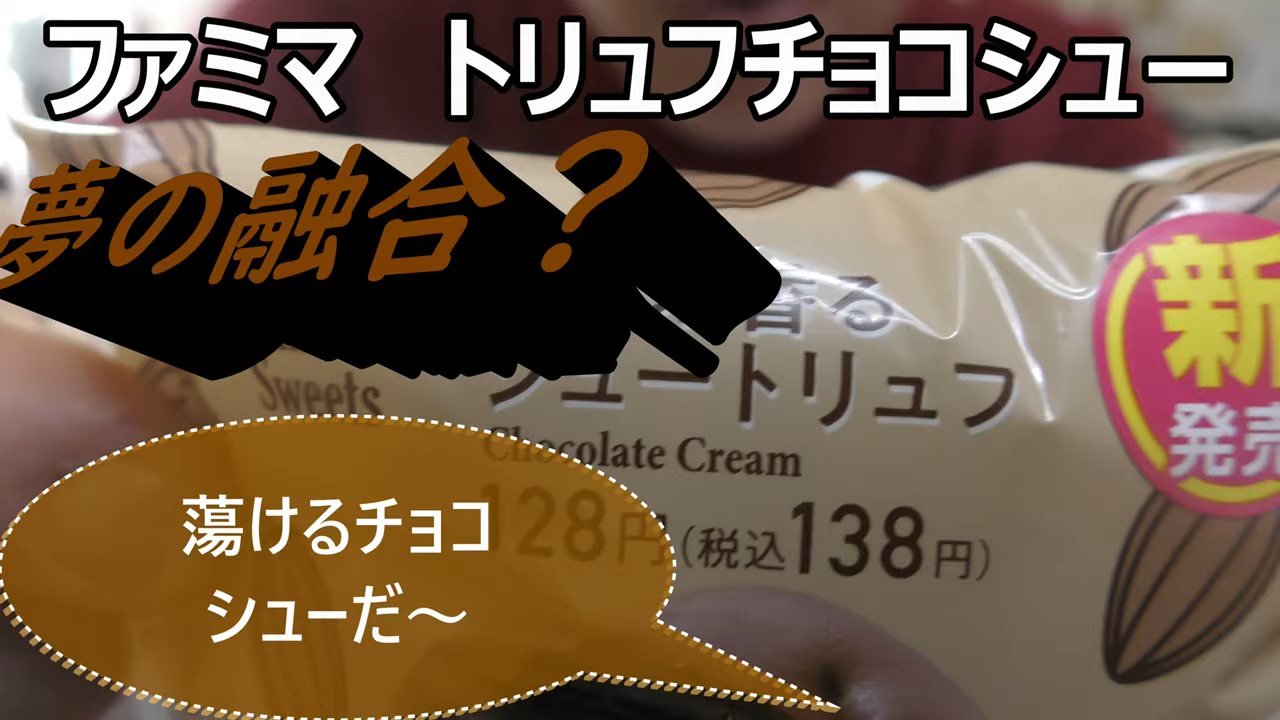 ファミマ　トリュフチョコシュー
夢の融合？
香る
Sweets
シュートリュフ
Chocolate Cream
128円(税込138円)
新
発売
蕩けるチョコ
シューだ～